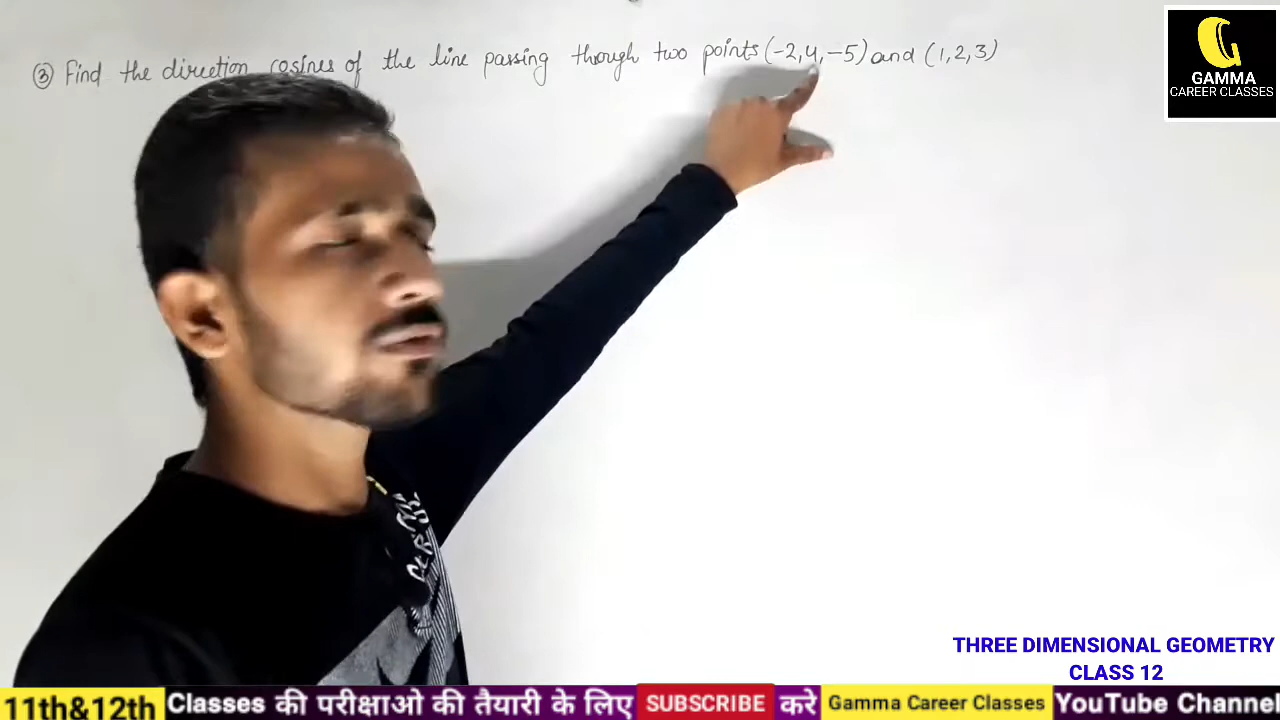 ③ Find the direction cosines of the line passing through two points (-2,4,-5) and (1,2,3)
GAMMA
CAREER CLASSES
THREE DIMENSIONAL GEOMETRY
CLASS 12
11th&12th Classes की परीक्षाओ की तैयारी के लिए SUBSCRIBE करे Gamma Career Classes YouTube Channel